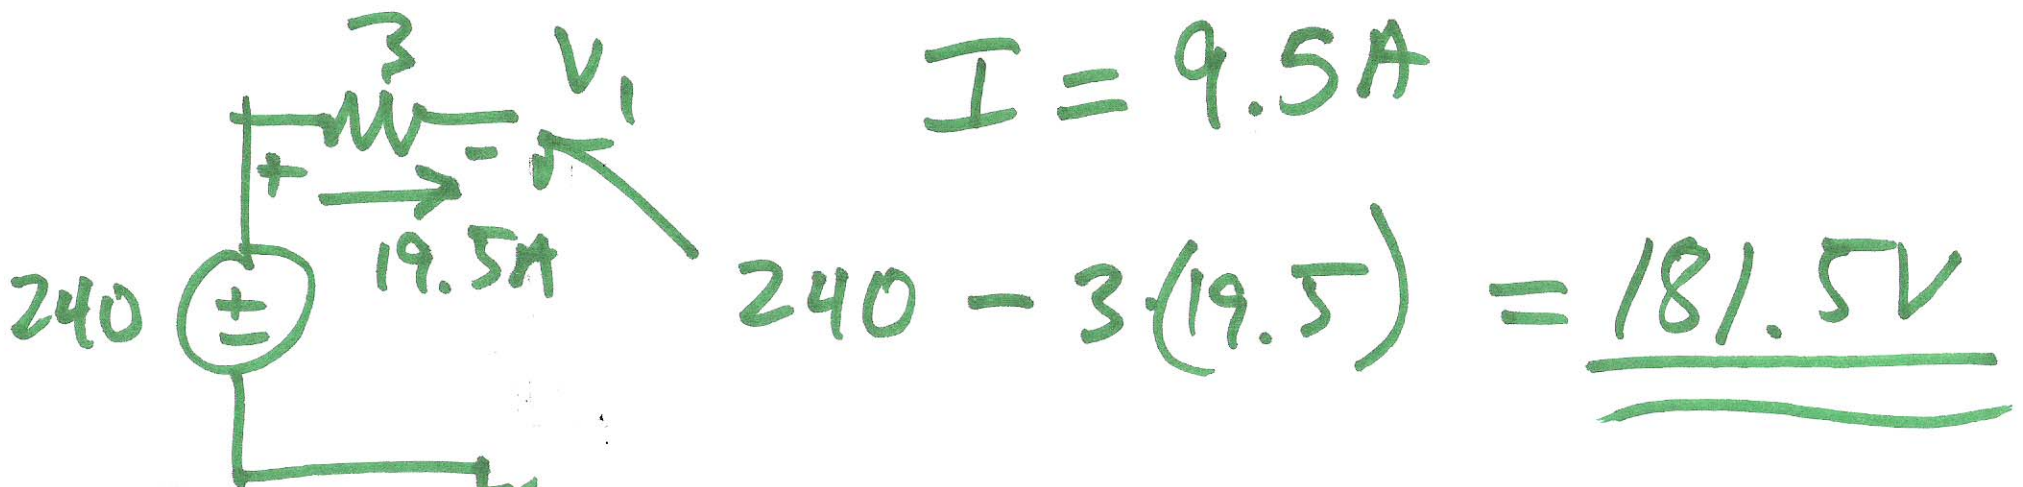 3
V₁
I = 9.5A
+ -
19.5A
240
+
-
240 - 3·(19.5) = 181.5V